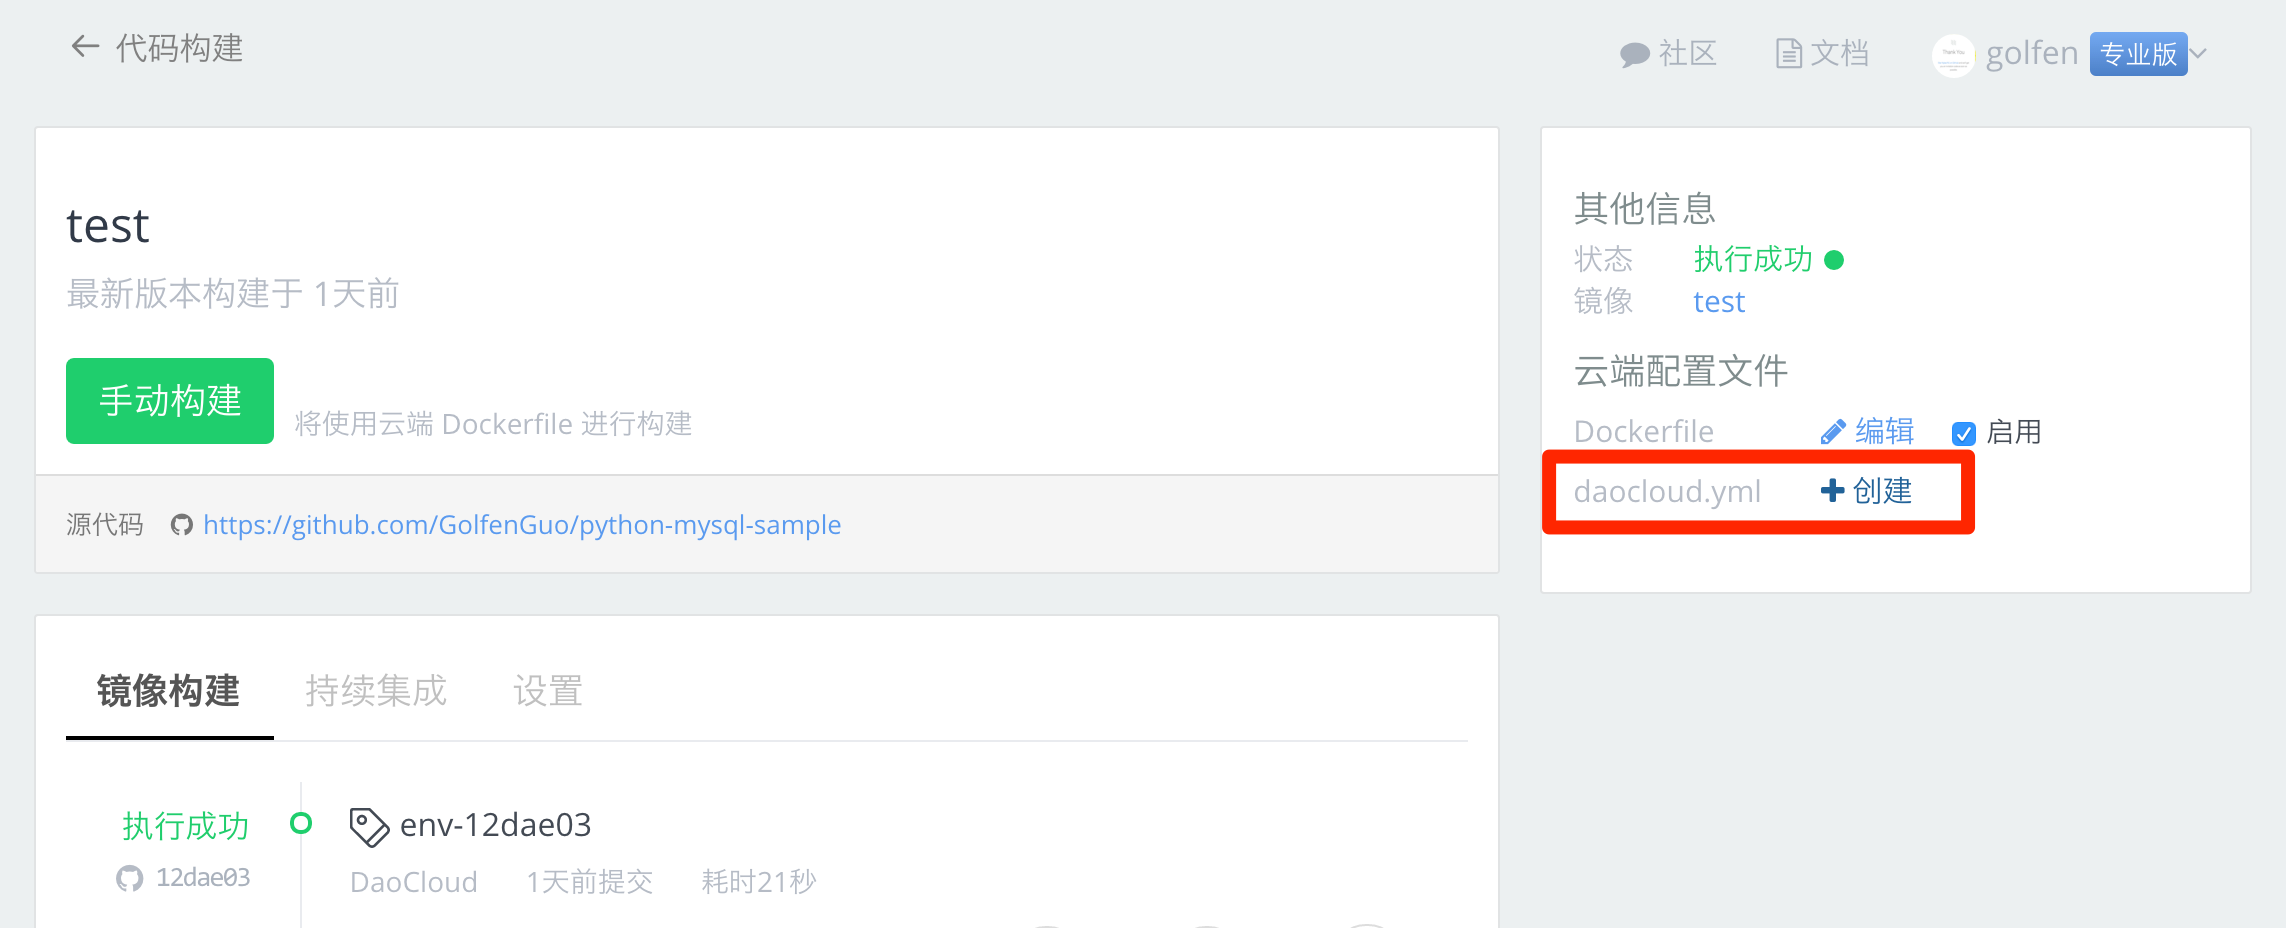 代码构建
社区 文档 golfen 专业版
test
最新版本构建于 1天前
手动构建 将使用云端 Dockerfile 进行构建
源代码 https://github.com/GolfenGuo/python-mysql-sample
其他信息
状态 执行成功
镜像 test
云端配置文件
Dockerfile 编辑 启用
daocloud.yml 创建
镜像构建 持续集成 设置
执行成功 env-12dae03
12dae03 DaoCloud 1天前提交 耗时21秒